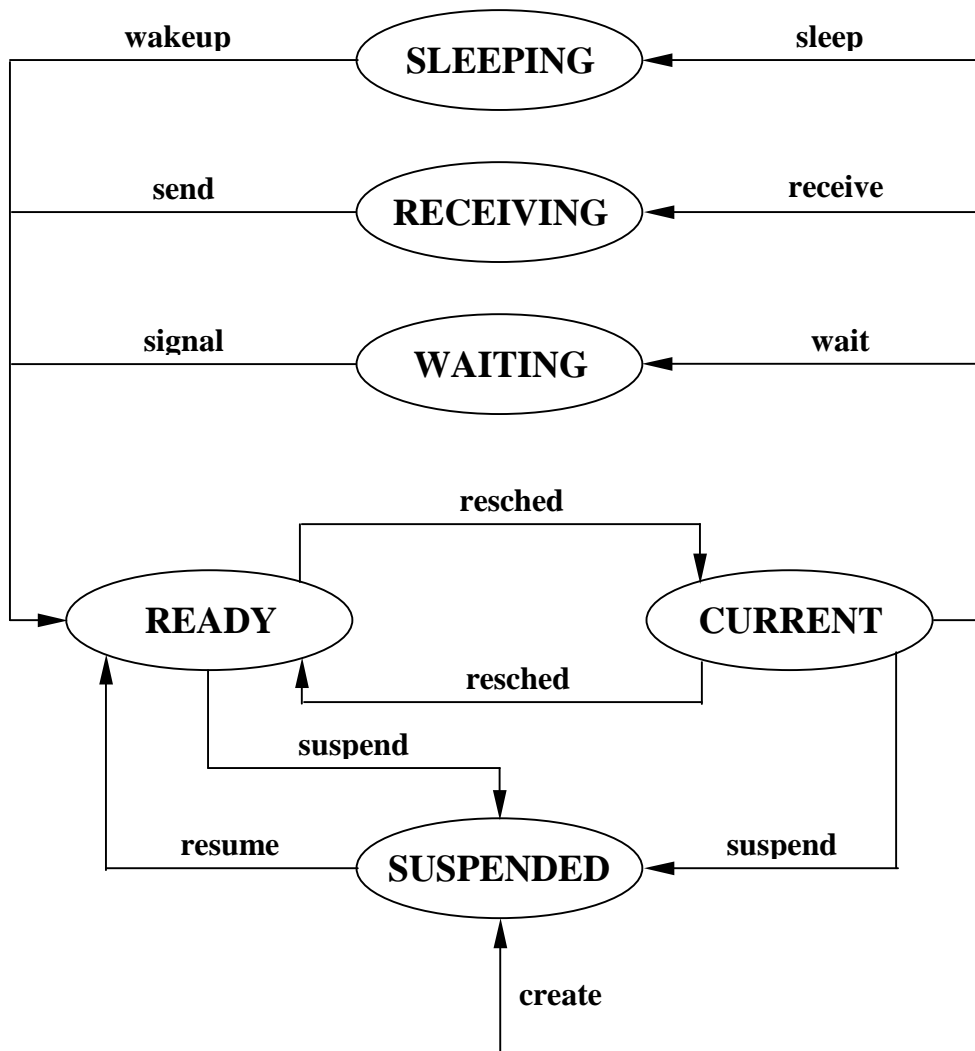 wakeup
SLEEPING
sleep
send
RECEIVING
receive
signal
WAITING
wait
resched
READY
CURRENT
resched
suspend
resume
SUSPENDED
suspend
create